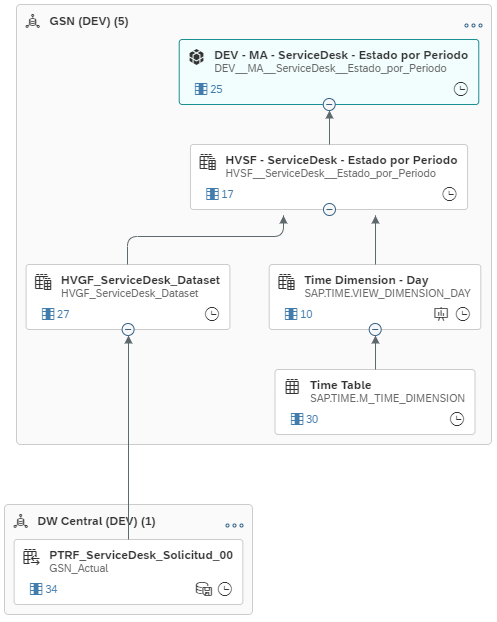 GSN (DEV) (5)
DEV - MA - ServiceDesk - Estado por Periodo
DEV__MA__ServiceDesk__Estado_por_Periodo
25
HVSF - ServiceDesk - Estado por Periodo
HVSF__ServiceDesk__Estado_por_Periodo
17
HVGF_ServiceDesk_Dataset
HVGF_ServiceDesk_Dataset
27
Time Dimension - Day
SAP.TIME.VIEW_DIMENSION_DAY
10
Time Table
SAP.TIME.M_TIME_DIMENSION
30
DW Central (DEV) (1)
PTRF_ServiceDesk_Solicitud_00
GSN_Actual
34